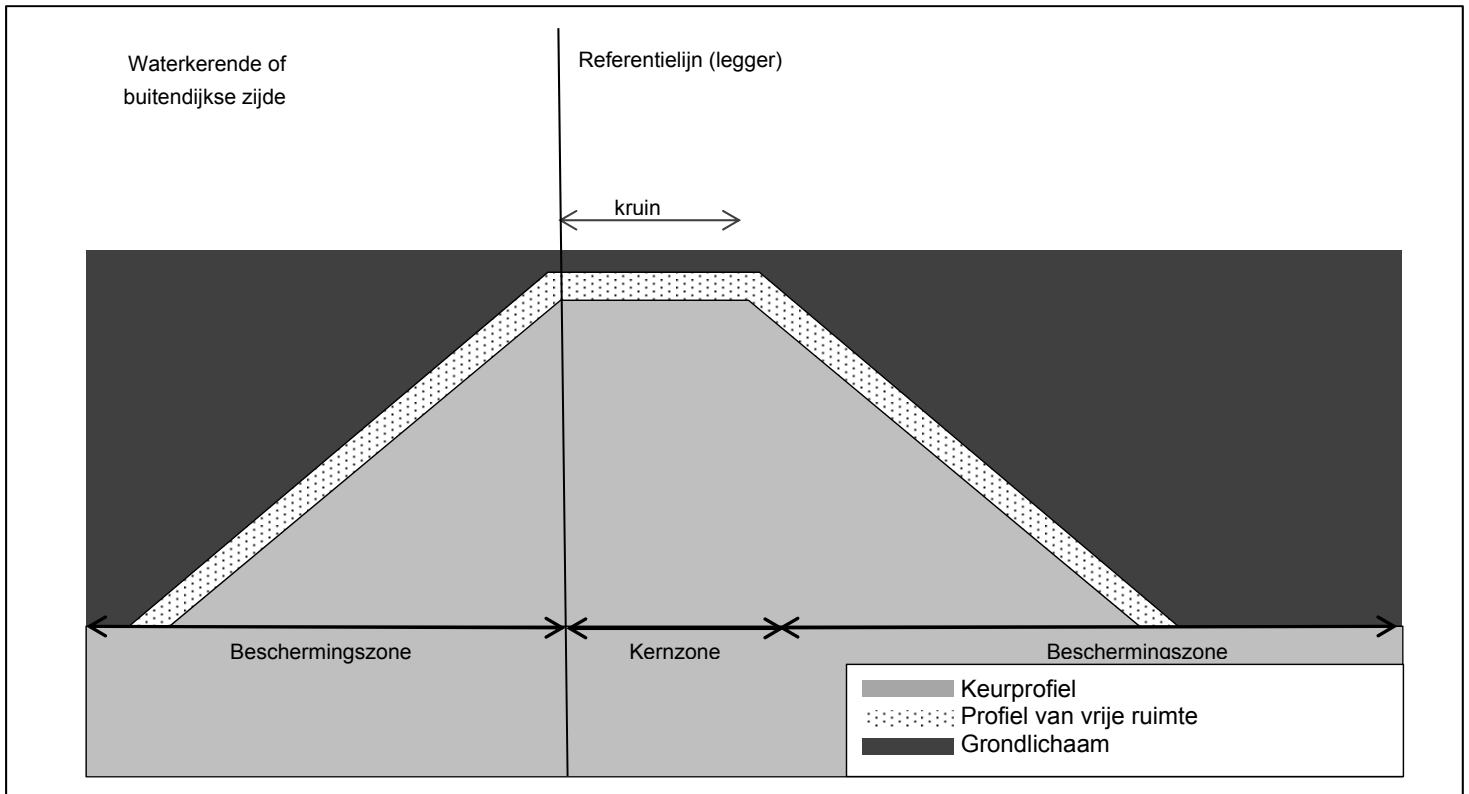 Waterkerende of
buitendijkse zijde
Referentielijn (legger)
kruin
Beschermingszone
Kernzone
Beschermingszone
Keurprofiel
Profiel van vrije ruimte
Grondlichaam